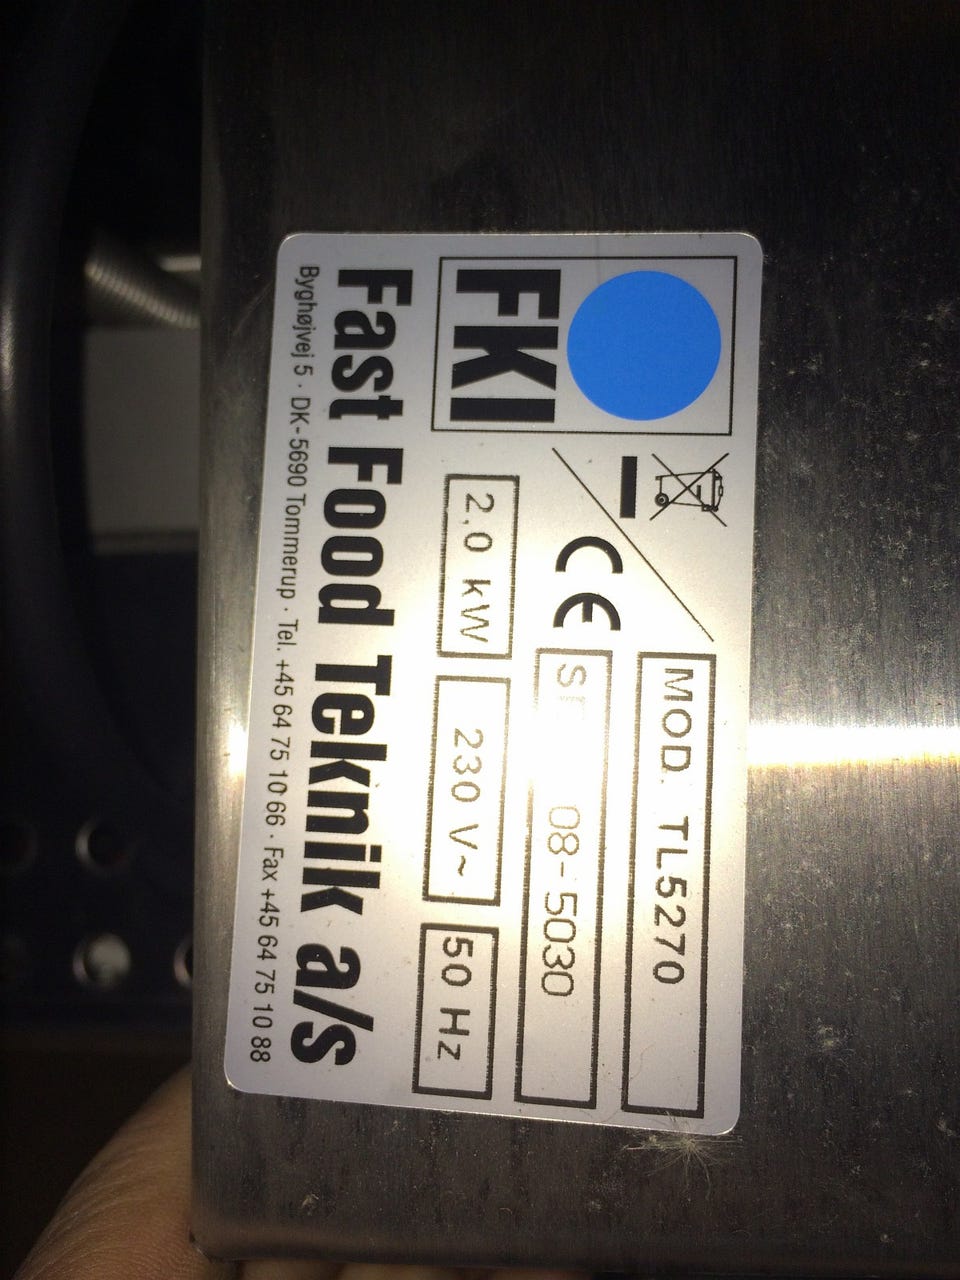 FKI
MOD. TL5270
CE
08-5030
2,0 kW
230 V~
50 Hz
Fast Food Teknik a/s
Byghøjvej 5 · DK-5690 Tommerup · Tel. +45 64 75 10 66 · Fax +45 64 75 10 88